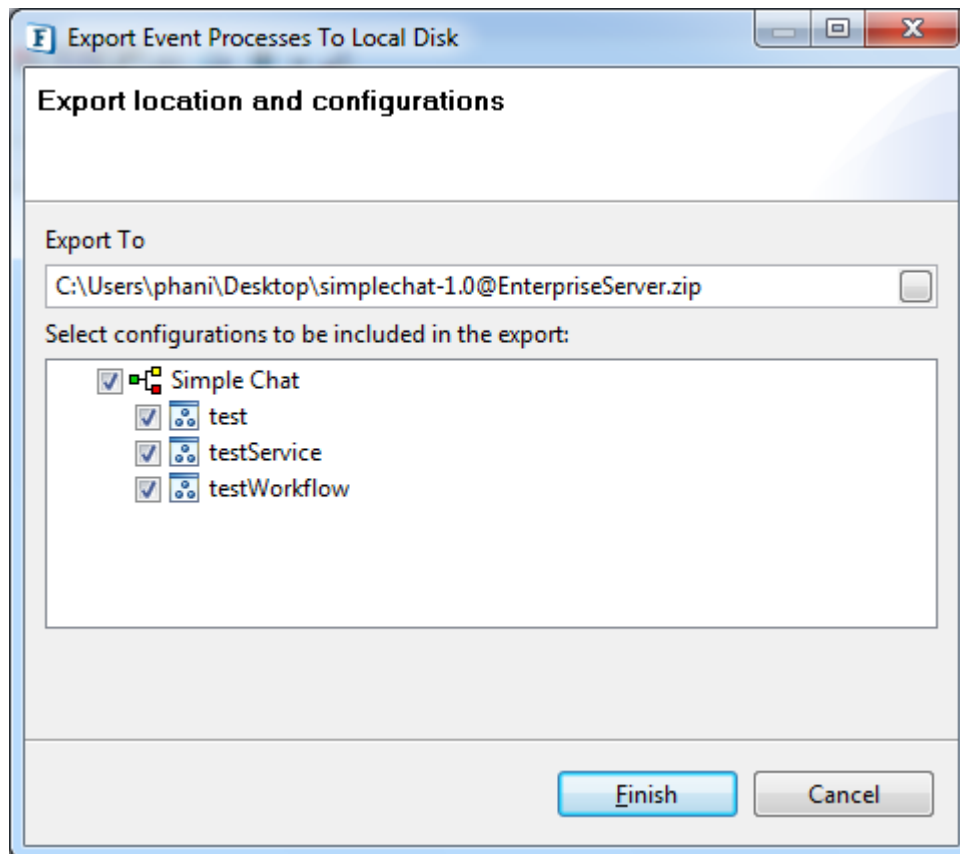 Export Event Processes To Local Disk
Export location and configurations
Export To
C:\Users\phani\Desktop\simplechat-1.0@EnterpriseServer.zip
Select configurations to be included in the export:
Simple Chat
test
testService
testWorkflow
Finish Cancel